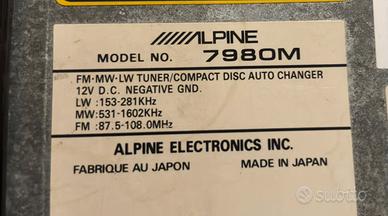 ALPINE
MODEL NO. 7980M
FM·MW·LW TUNER/COMPACT DISC AUTO CHANGER
12V D.C. NEGATIVE GND.
LW : 153-281KHz
MW: 531-1602KHz
FM : 87.5-108.0MHz
ALPINE ELECTRONICS INC.
FABRIQUE AU JAPON MADE IN JAPAN
subito